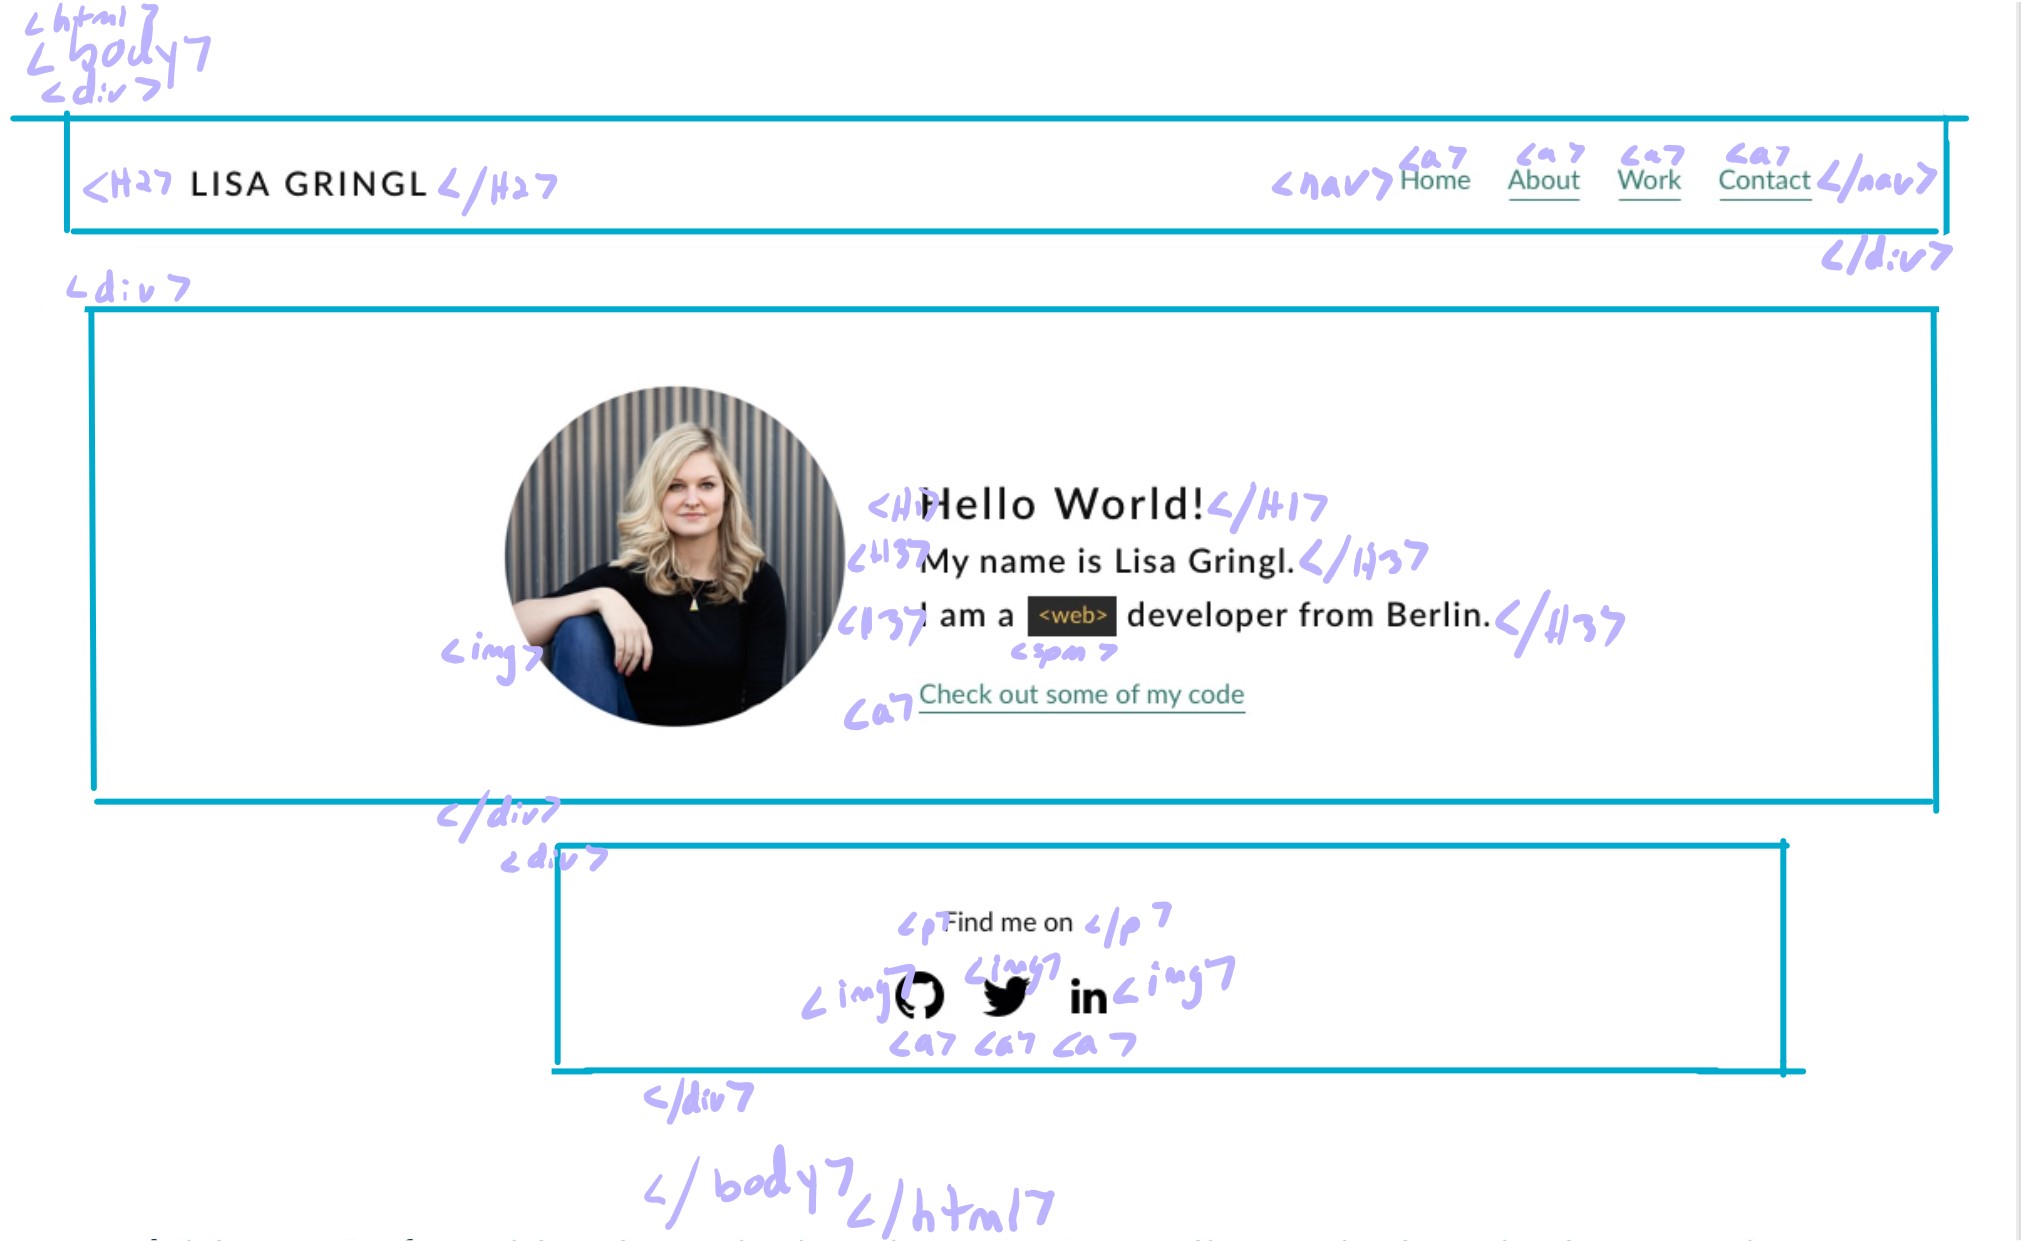 <html>
<body>
<div>
<H2> LISA GRINGL </H2> <nav> <a> Home <a> About <a> Work <a> Contact </nav>
</div>
<div>
<H1> Hello World! </H1>
<H3> My name is Lisa Gringl. </H3>
<H3> I am a <web> developer from Berlin. </H3>
<img> <span>
<a> Check out some of my code
</div>
<div>
<p> Find me on </p>
<img> <img> in <img>
<a> <a> <a>
</div>
</body>
</html>